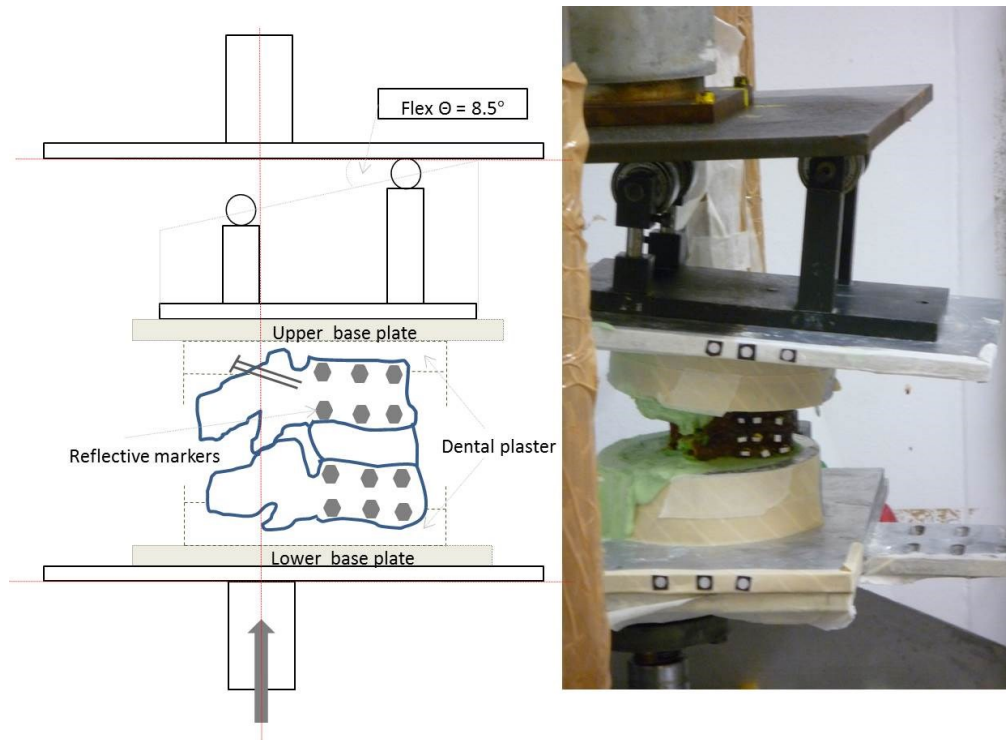 Flex Θ = 8.5°
Upper base plate
Reflective markers
Dental plaster
Lower base plate